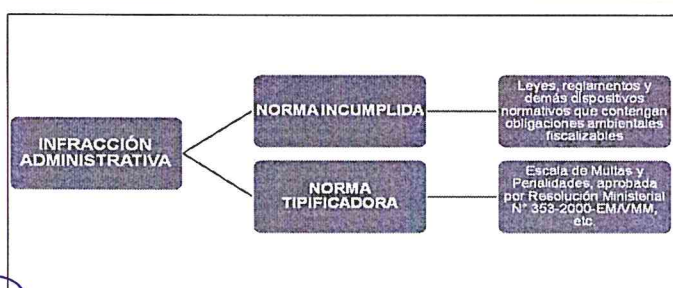 INFRACCIÓN
ADMINISTRATIVA
NORMA INCUMPLIDA
Leyes, reglamentos y
demás dispositivos
normativos que contengan
obligaciones ambientales
fiscalizables
NORMA
TIPIFICADORA
Escala de Multas y
Penalidades, aprobada
por Resolución Ministerial
N° 353-2000-EM/VMM,
etc.